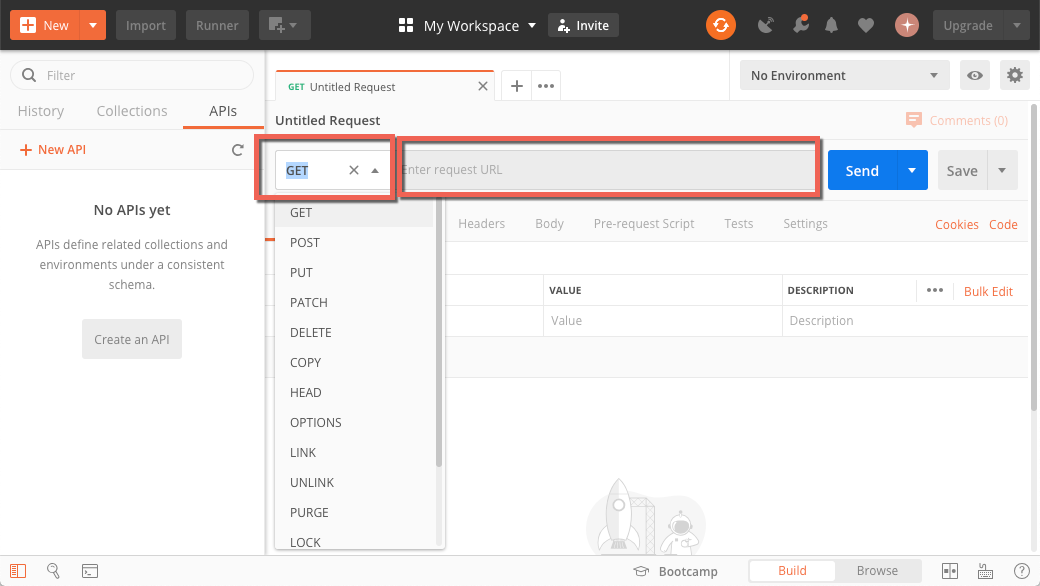 New
Import
Runner
My Workspace
Invite
Upgrade
Filter
History Collections APIs
New API
No APIs yet
APIs define related collections and
environments under a consistent
schema.
Create an API
GET Untitled Request
No Environment
Untitled Request
Comments (0)
GET
Enter request URL
Send
Save
GET
POST
PUT
PATCH
DELETE
COPY
HEAD
OPTIONS
LINK
UNLINK
PURGE
LOCK
Headers Body Pre-request Script Tests Settings
Cookies Code
VALUE DESCRIPTION
Bulk Edit
Value Description
Bootcamp
Build Browse